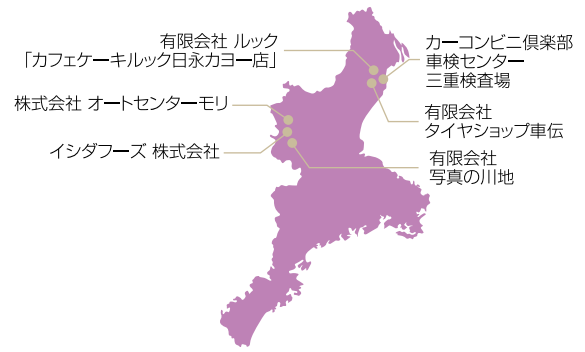 有限会社 ルック
「カフェケーキルック日永カヨー店」
株式会社 オートセンターモリ
イシダフーズ 株式会社
カーコンビニ倶楽部
車検センター
三重検査場
有限会社
タイヤショップ車伝
有限会社
写真の川地